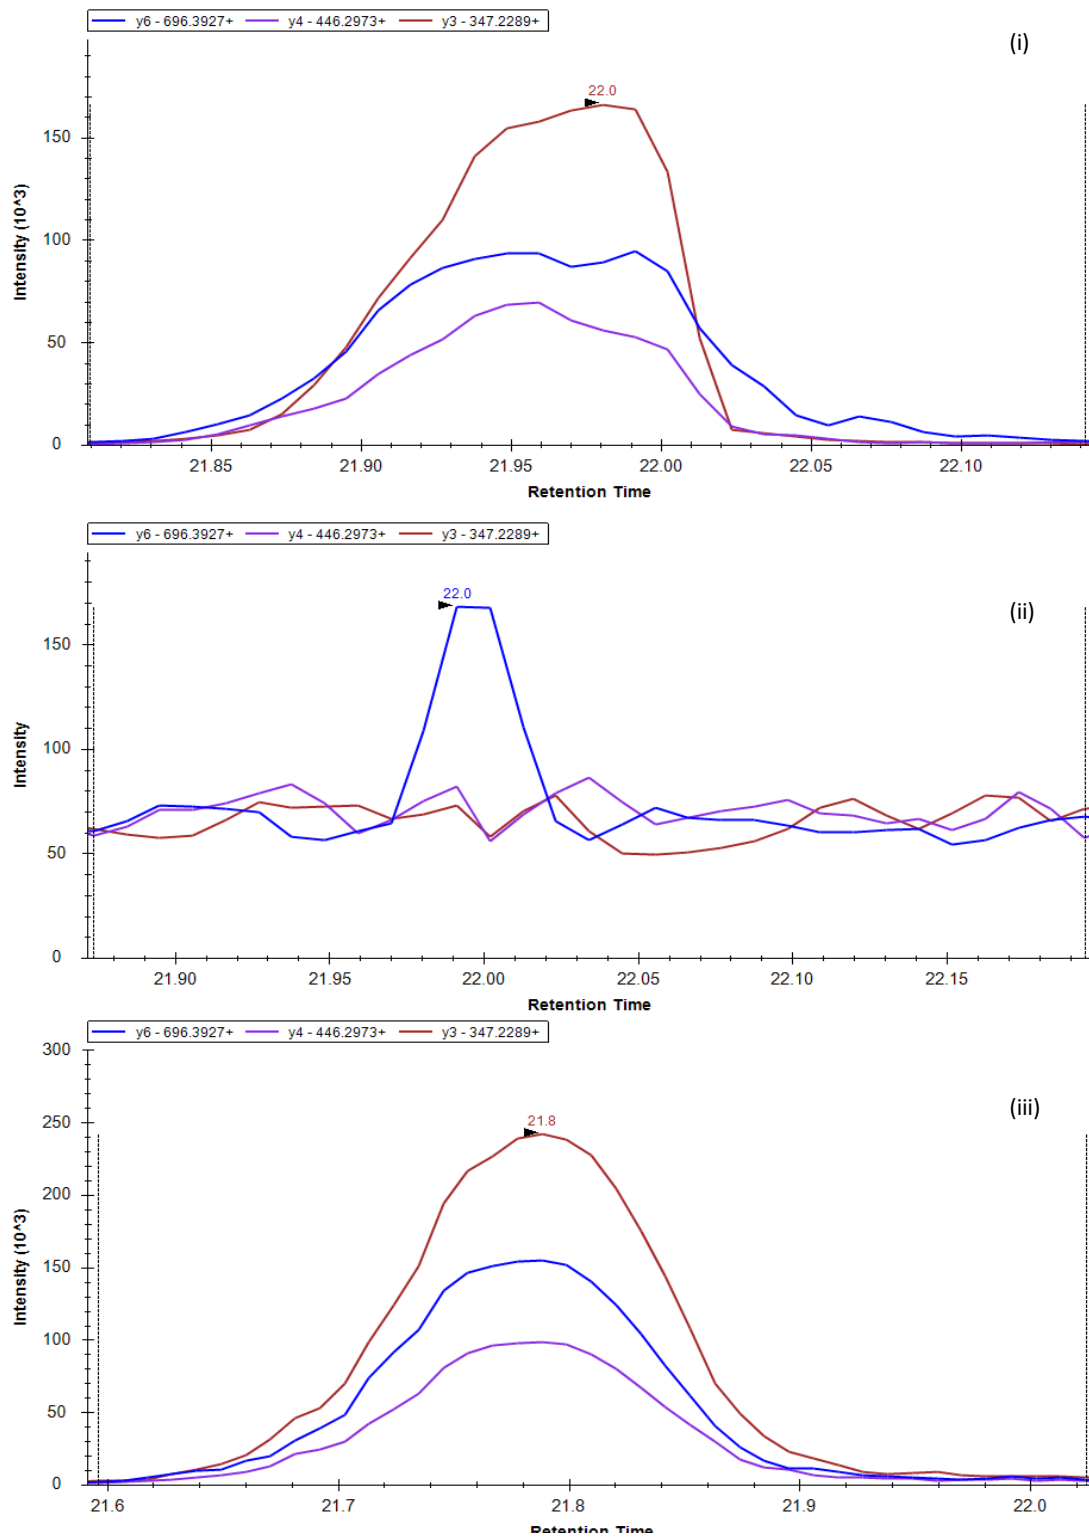 y6 - 696.3927+ y4 - 446.2973+ y3 - 347.2289+
(i)
22.0
150
100
50
0
Intensity (10^3)
21.85 21.90 21.95 22.00 22.05 22.10
Retention Time
y6 - 696.3927+ y4 - 446.2973+ y3 - 347.2289+
22.0
(ii)
150
100
50
0
Intensity
21.90 21.95 22.00 22.05 22.10 22.15
Retention Time
y6 - 696.3927+ y4 - 446.2973+ y3 - 347.2289+
300
(iii)
250
21.8
200
150
100
50
0
Intensity (10^3)
21.6 21.7 21.8 21.9 22.0
Retention Time